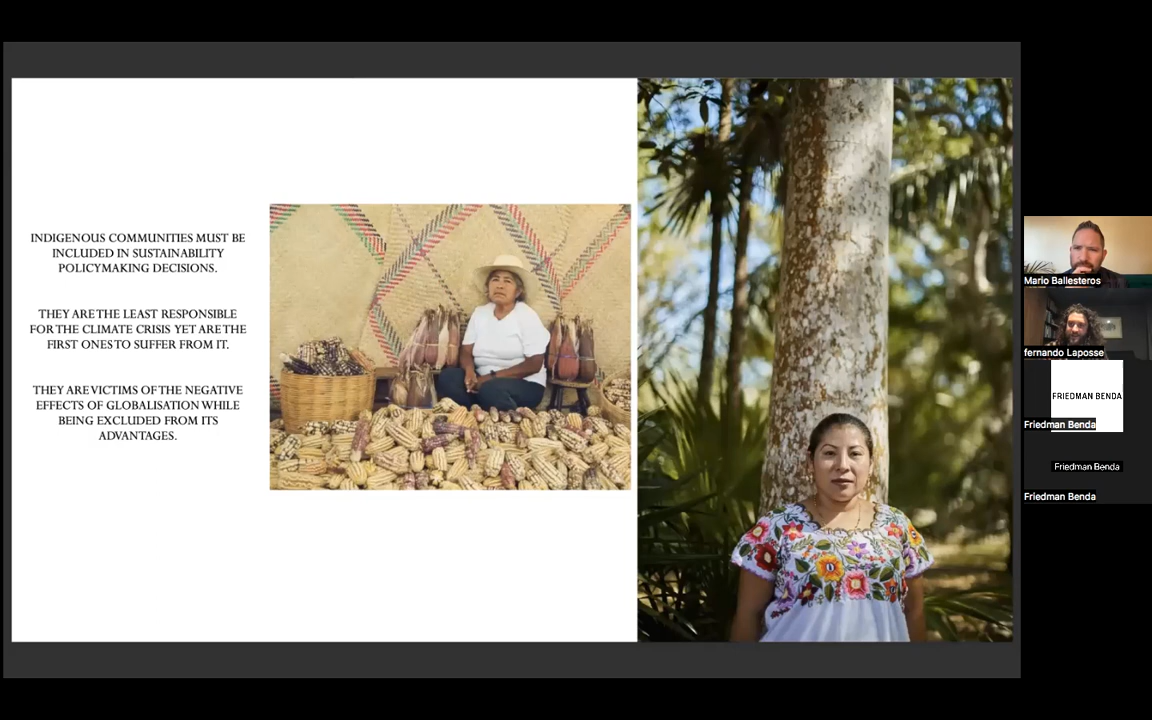 INDIGENOUS COMMUNITIES MUST BE
INCLUDED IN SUSTAINABILITY
POLICYMAKING DECISIONS.
THEY ARE THE LEAST RESPONSIBLE
FOR THE CLIMATE CRISIS YET ARE THE
FIRST ONES TO SUFFER FROM IT.
THEY ARE VICTIMS OF THE NEGATIVE
EFFECTS OF GLOBALISATION WHILE
BEING EXCLUDED FROM ITS
ADVANTAGES.
Mario Ballesteros
fernando Laposse
FRIEDMAN BENDA
Friedman Benda
Friedman Benda
Friedman Benda